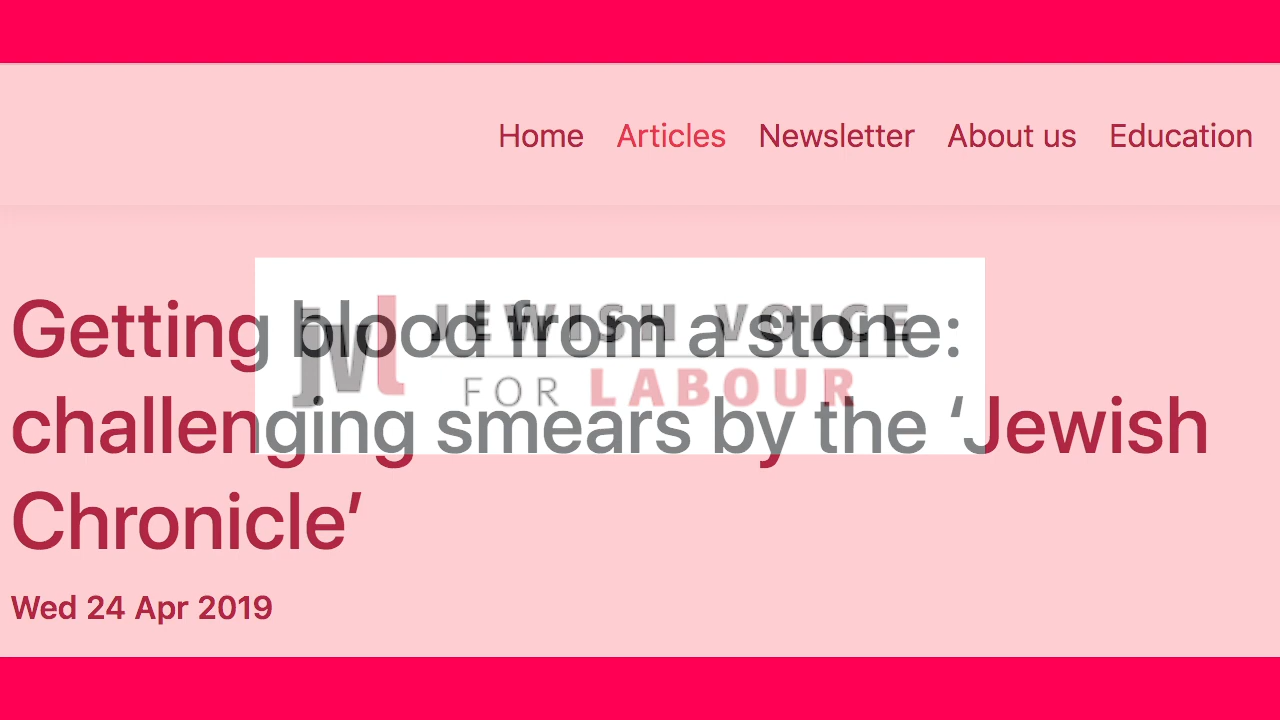 Home Articles Newsletter About us Education
Getting blood from a stone:
JVL JEWISH VOICE
FOR LABOUR
challenging smears by the ‘Jewish
Chronicle’
Wed 24 Apr 2019